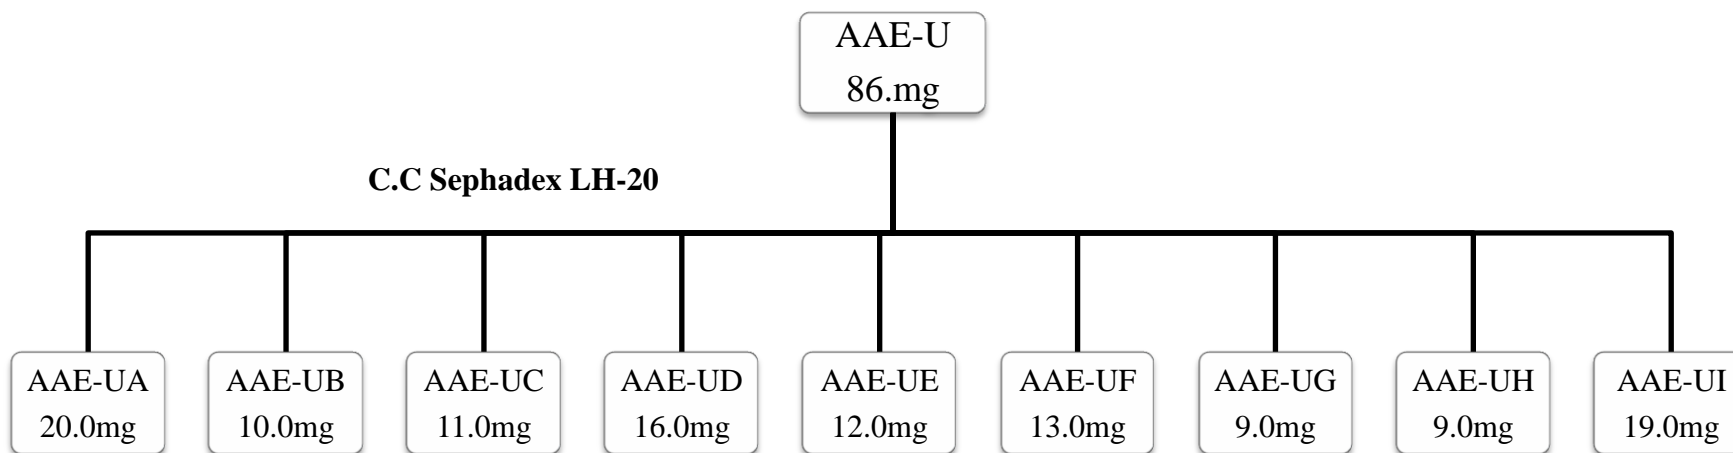 AAE-U
86.mg
C.C Sephadex LH-20
AAE-UA
20.0mg
AAE-UB
10.0mg
AAE-UC
11.0mg
AAE-UD
16.0mg
AAE-UE
12.0mg
AAE-UF
13.0mg
AAE-UG
9.0mg
AAE-UH
9.0mg
AAE-UI
19.0mg